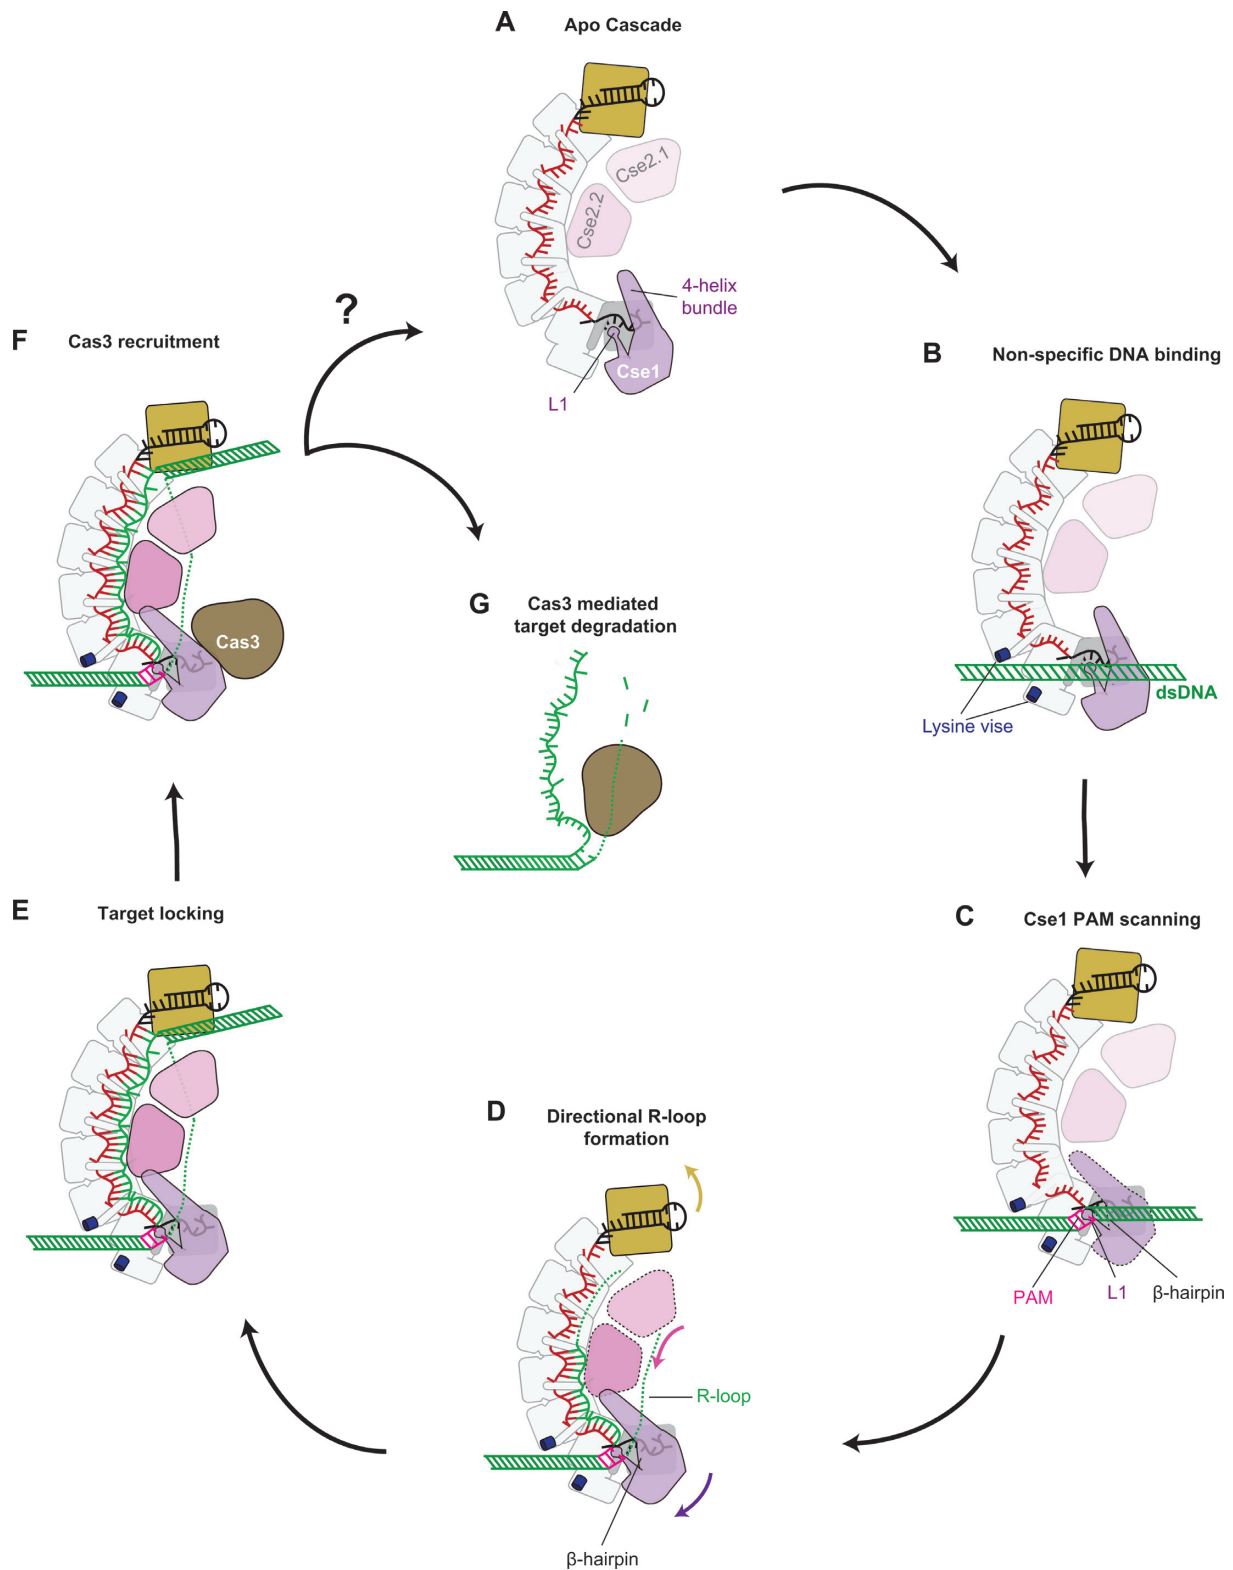 A
Apo Cascade
Cse2.1
Cse2.2
4-helix
bundle
Cse1
L1
?
F
Cas3 recruitment
Cas3
B
Non-specific DNA binding
dsDNA
Lysine vise
G
Cas3 mediated
target degradation
E
Target locking
C
Cse1 PAM scanning
PAM
L1
β-hairpin
D
Directional R-loop
formation
R-loop
β-hairpin